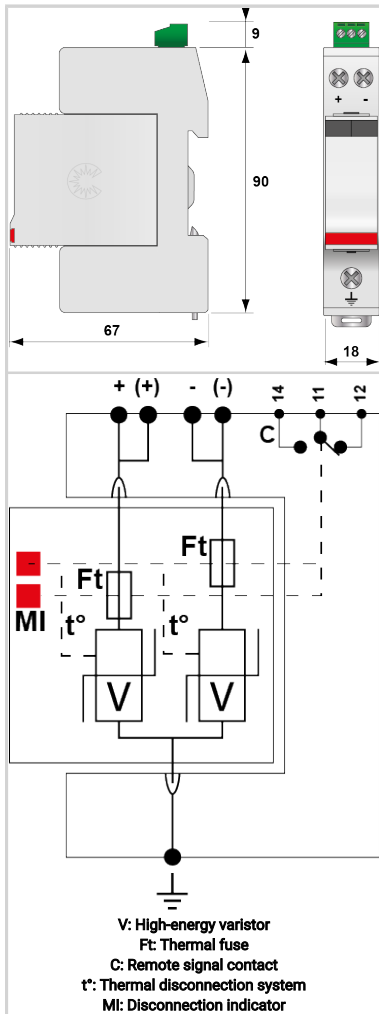 9
+ -
90
67
18
+ (+) - (-) 14 11 12
C
Ft
Ft
MI
t° t°
V V
V: High-energy varistor
Ft: Thermal fuse
C: Remote signal contact
t°: Thermal disconnection system
MI: Disconnection indicator